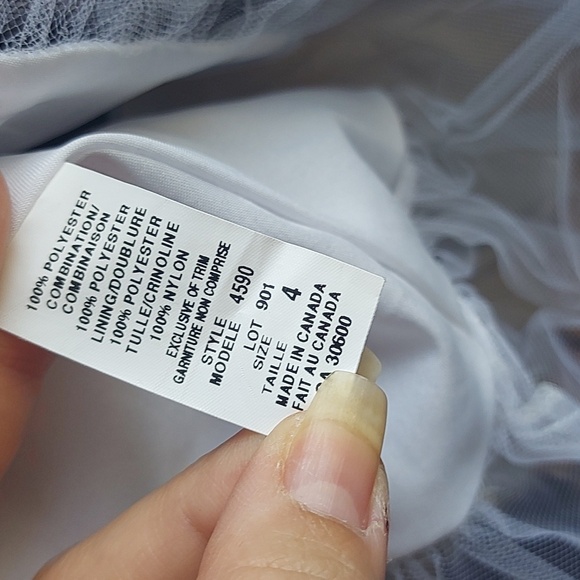 100% POLYESTER
COMBINATION/
COMBINAISON
100% POLYESTER
LINING/DOUBLURE
100% POLYESTER
TULLE/CRINOLINE
100% NYLON
EXCLUSIVE OF TRIM
GARNITURE NON COMPRISE
STYLE
MODELE 4590
LOT 901
SIZE
TAILLE 4
MADE IN CANADA
FAIT AU CANADA
CA 30600